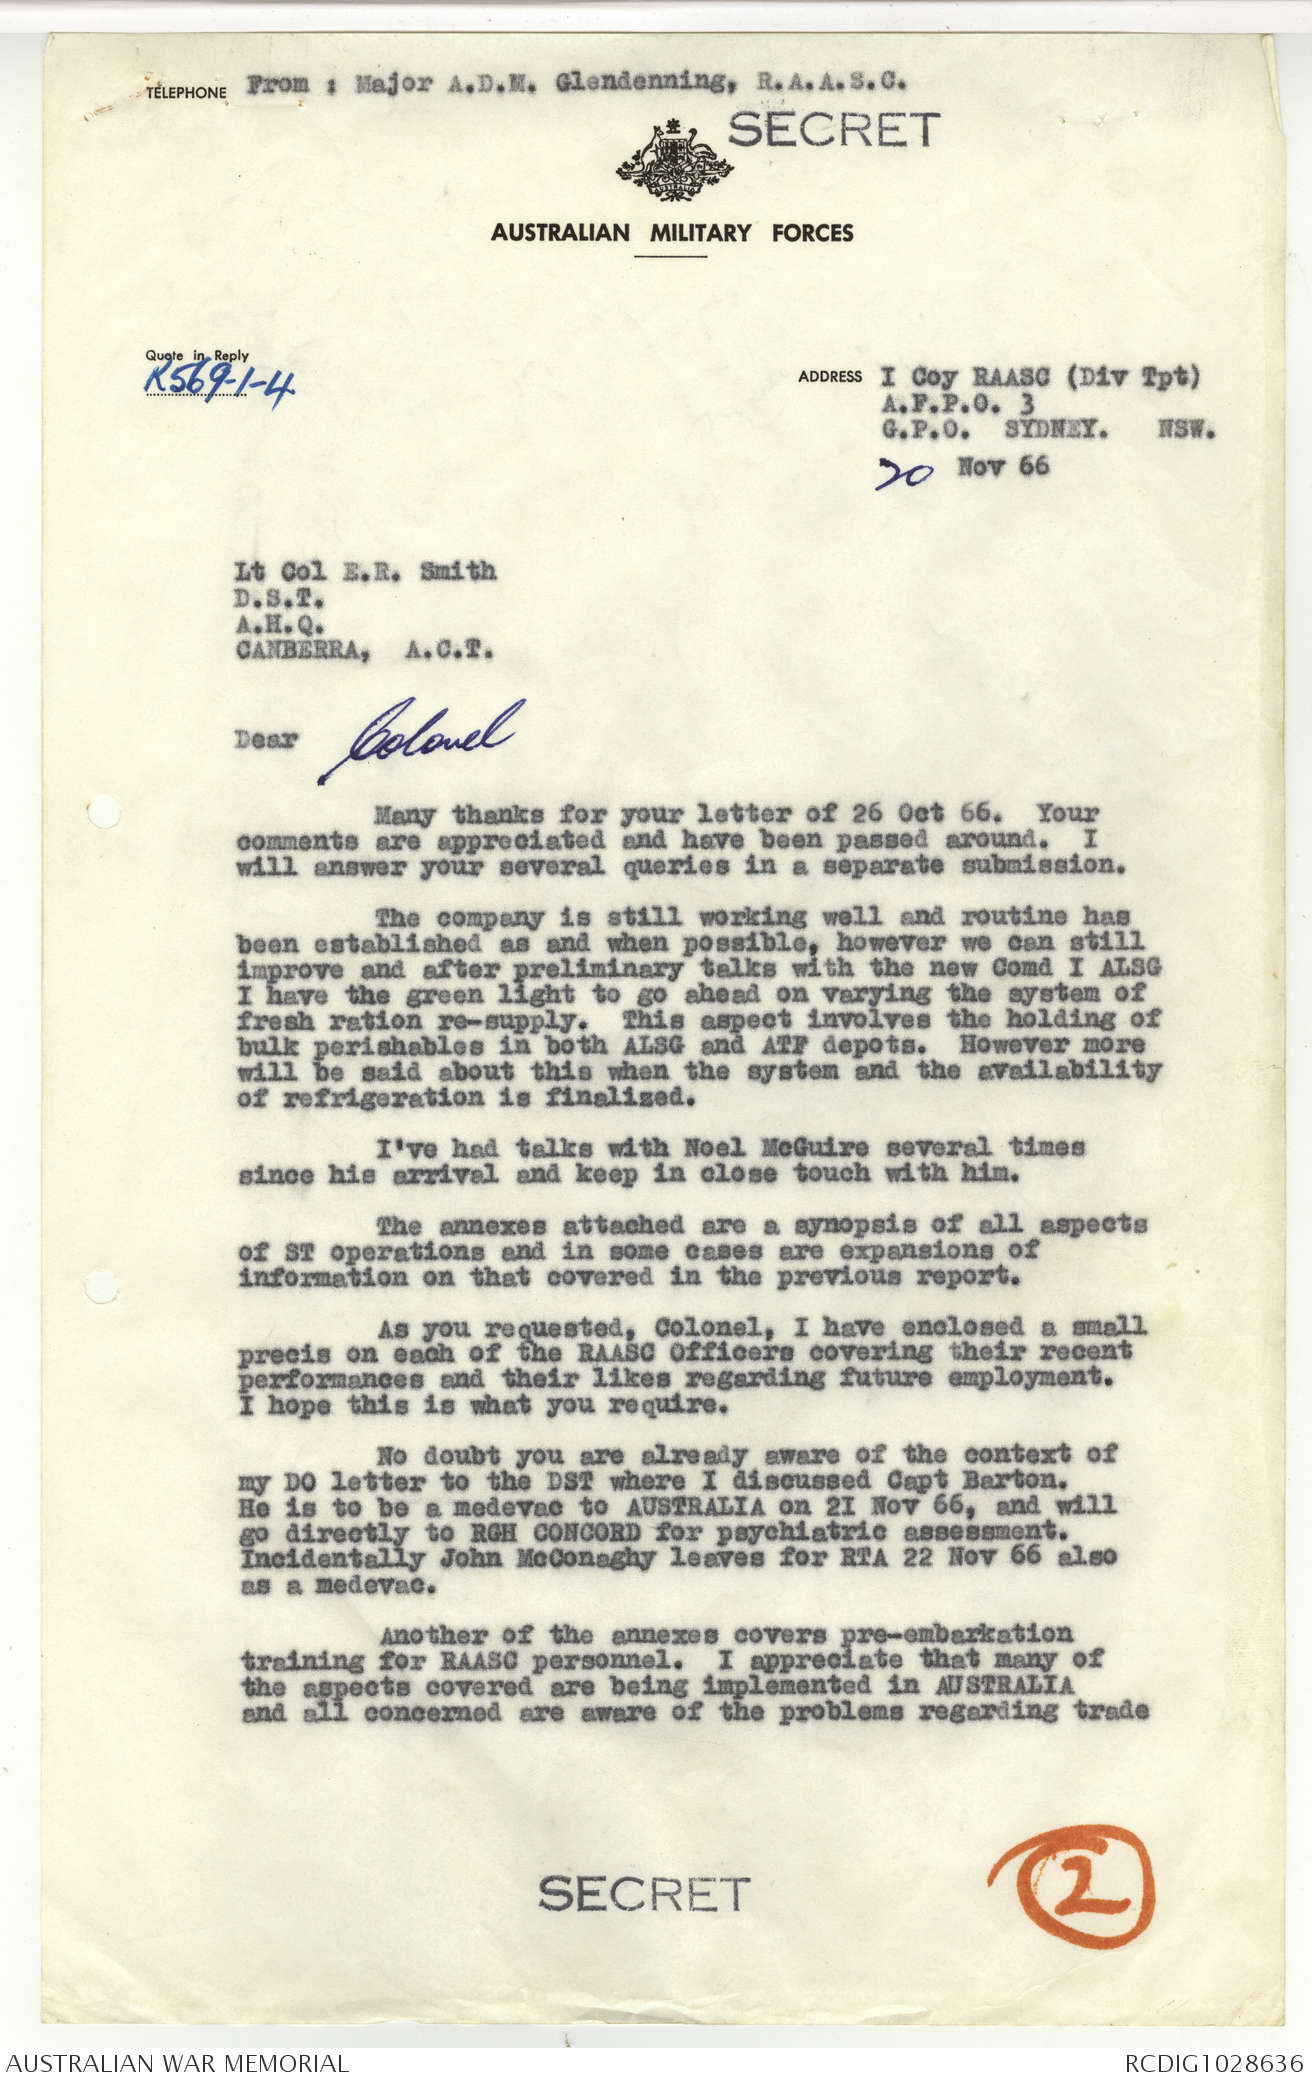 TELEPHONE From : Major A.D.M. Glendenning, R.A.A.S.C.
SECRET
AUSTRALIA
AUSTRALIAN MILITARY FORCES
Quote in Reply
R569-1-4
ADDRESS I Coy RAASC (Div Tpt)
A.F.P.O. 3
G.P.O. SYDNEY. NSW.
20 Nov 66
Lt Col E.R. Smith
D.S.T.
A.H.Q.
CANBERRA, A.C.T.
Dear Colonel
Many thanks for your letter of 26 Oct 66. Your
comments are appreciated and have been passed around. I
will answer your several queries in a separate submission.
The company is still working well and routine has
been established as and when possible, however we can still
improve and after preliminary talks with the new Comd I ALSG
I have the green light to go ahead on varying the system of
fresh ration re-supply. This aspect involves the holding of
bulk perishables in both ALSG and ATF depots. However more
will be said about this when the system and the availability
of refrigeration is finalized.
I've had talks with Noel McGuire several times
since his arrival and keep in close touch with him.
The annexes attached are a synopsis of all aspects
of ST operations and in some cases are expansions of
information on that covered in the previous report.
As you requested, Colonel, I have enclosed a small
precis on each of the RAASC Officers covering their recent
performances and their likes regarding future employment.
I hope this is what you require.
No doubt you are already aware of the context of
my DO letter to the DST where I discussed Capt Barton.
He is to be a medevac to AUSTRALIA on 2I Nov 66, and will
go directly to RGH CONCORD for psychiatric assessment.
Incidentally John McConaghy leaves for RTA 22 Nov 66 also
as a medevac.
Another of the annexes covers pre-embarkation
training for RAASC personnel. I appreciate that many of
the aspects covered are being implemented in AUSTRALIA
and all concerned are aware of the problems regarding trade
SECRET
2
AUSTRALIAN WAR MEMORIAL
RCDIG1028636